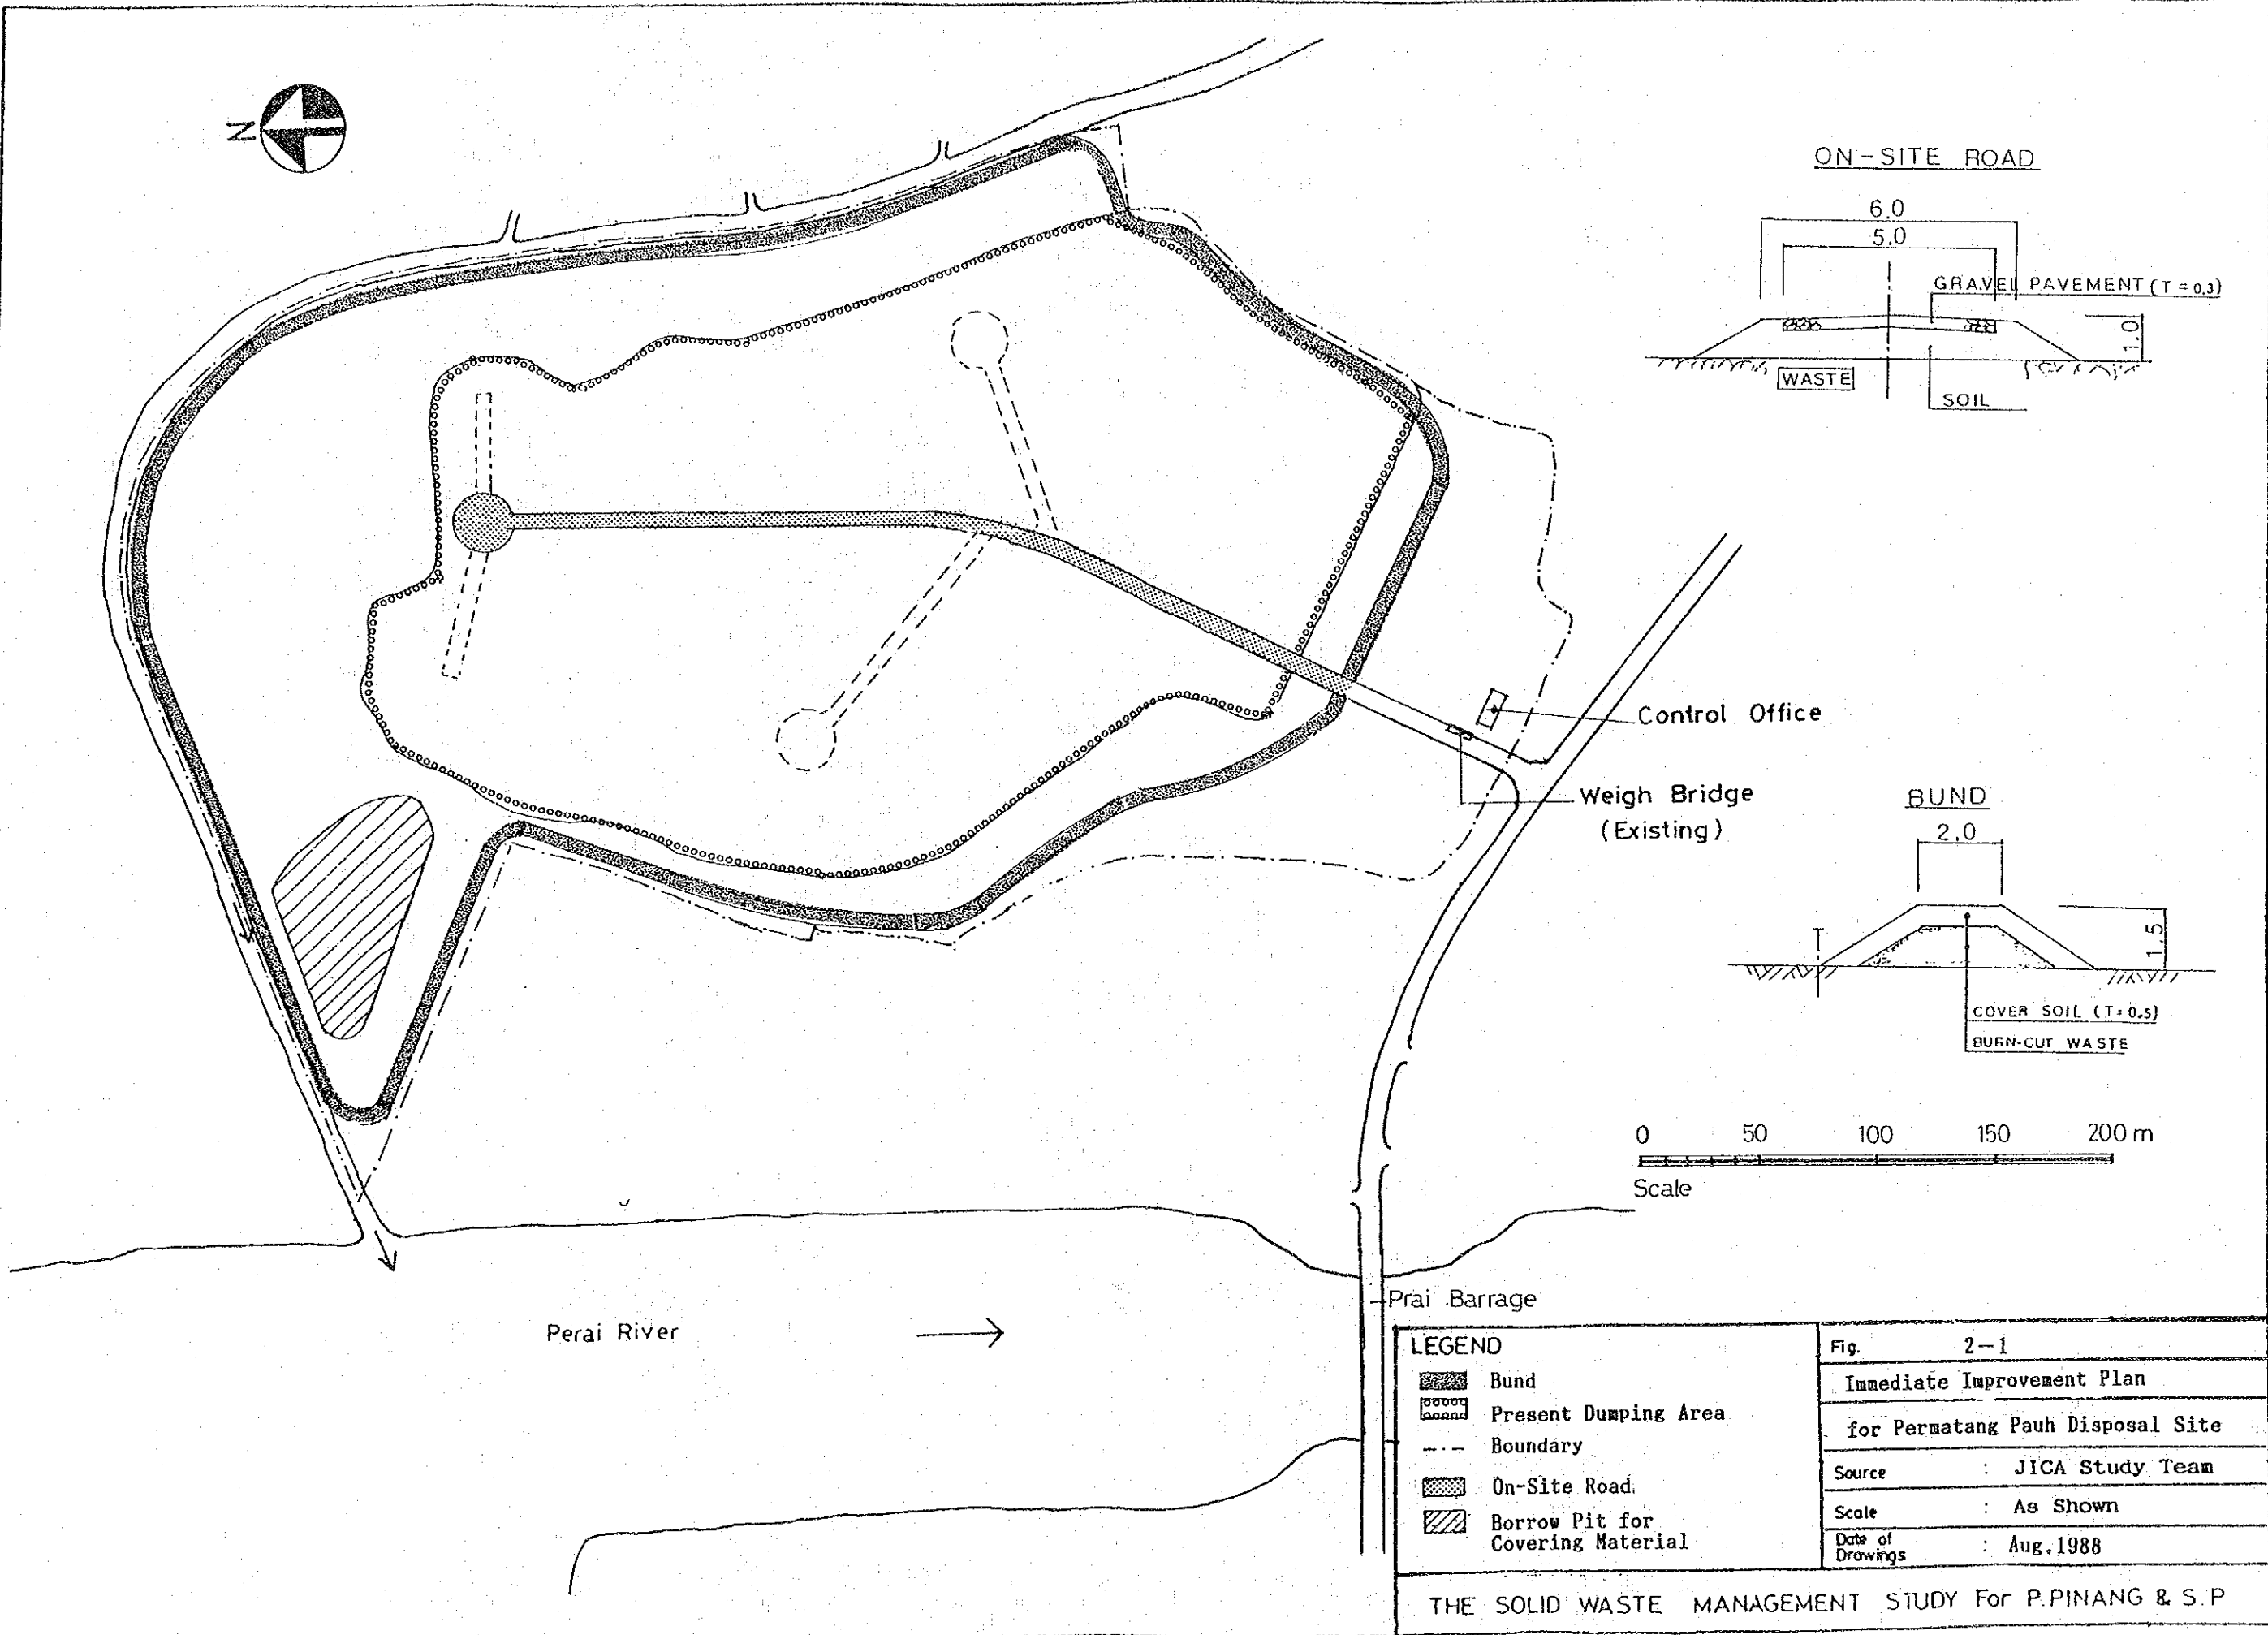 N
ON-SITE ROAD
6.0
5.0
GRAVEL PAVEMENT (T = 0.3)
1.0
WASTE
SOIL
Control Office
Weigh Bridge
(Existing)
BUND
2.0
1.5
COVER SOIL (T= 0.5)
BURN-OUT WASTE
0 50 100 150 200 m
Scale
Prai Barrage
Perai River
LEGEND
Bund
Present Dumping Area
Boundary
On-Site Road
Borrow Pit for
Covering Material
Fig. 2-1
Immediate Improvement Plan
for Permatang Pauh Disposal Site
Source : JICA Study Team
Scale : As Shown
Date of
Drawings : Aug. 1988
THE SOLID WASTE MANAGEMENT STUDY For P.PINANG & S.P